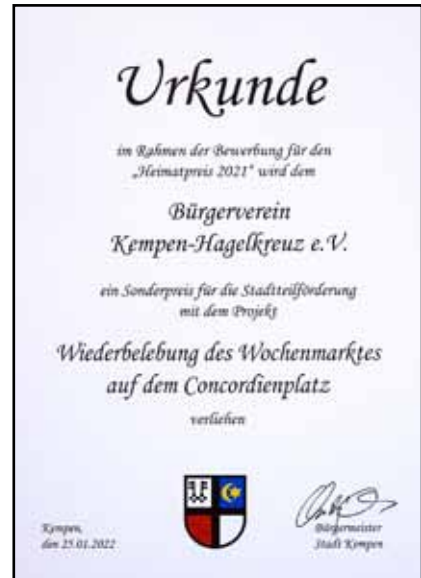 Urkunde
im Rahmen der Bewerbung für den
„Heimatpreis 2021“ wird dem
Bürgerverein
Kempen-Hagelkreuz e.V.
ein Sonderpreis für die Stadtteilförderung
mit dem Projekt
Wiederbelebung des Wochenmarktes
auf dem Concordienplatz
verliehen
Kempen,
den 25.01.2022
Bürgermeister
Stadt Kempen